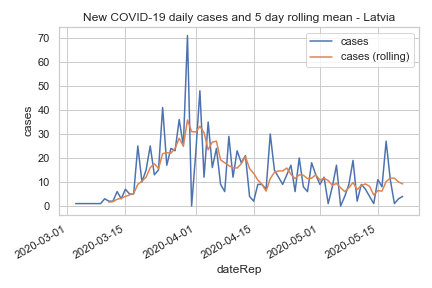 New COVID-19 daily cases and 5 day rolling mean - Latvia
cases
cases (rolling)
70
60
50
40
30
20
10
0
cases
2020-03-01
2020-03-15
2020-04-01
2020-04-15
2020-05-01
2020-05-15
dateRep